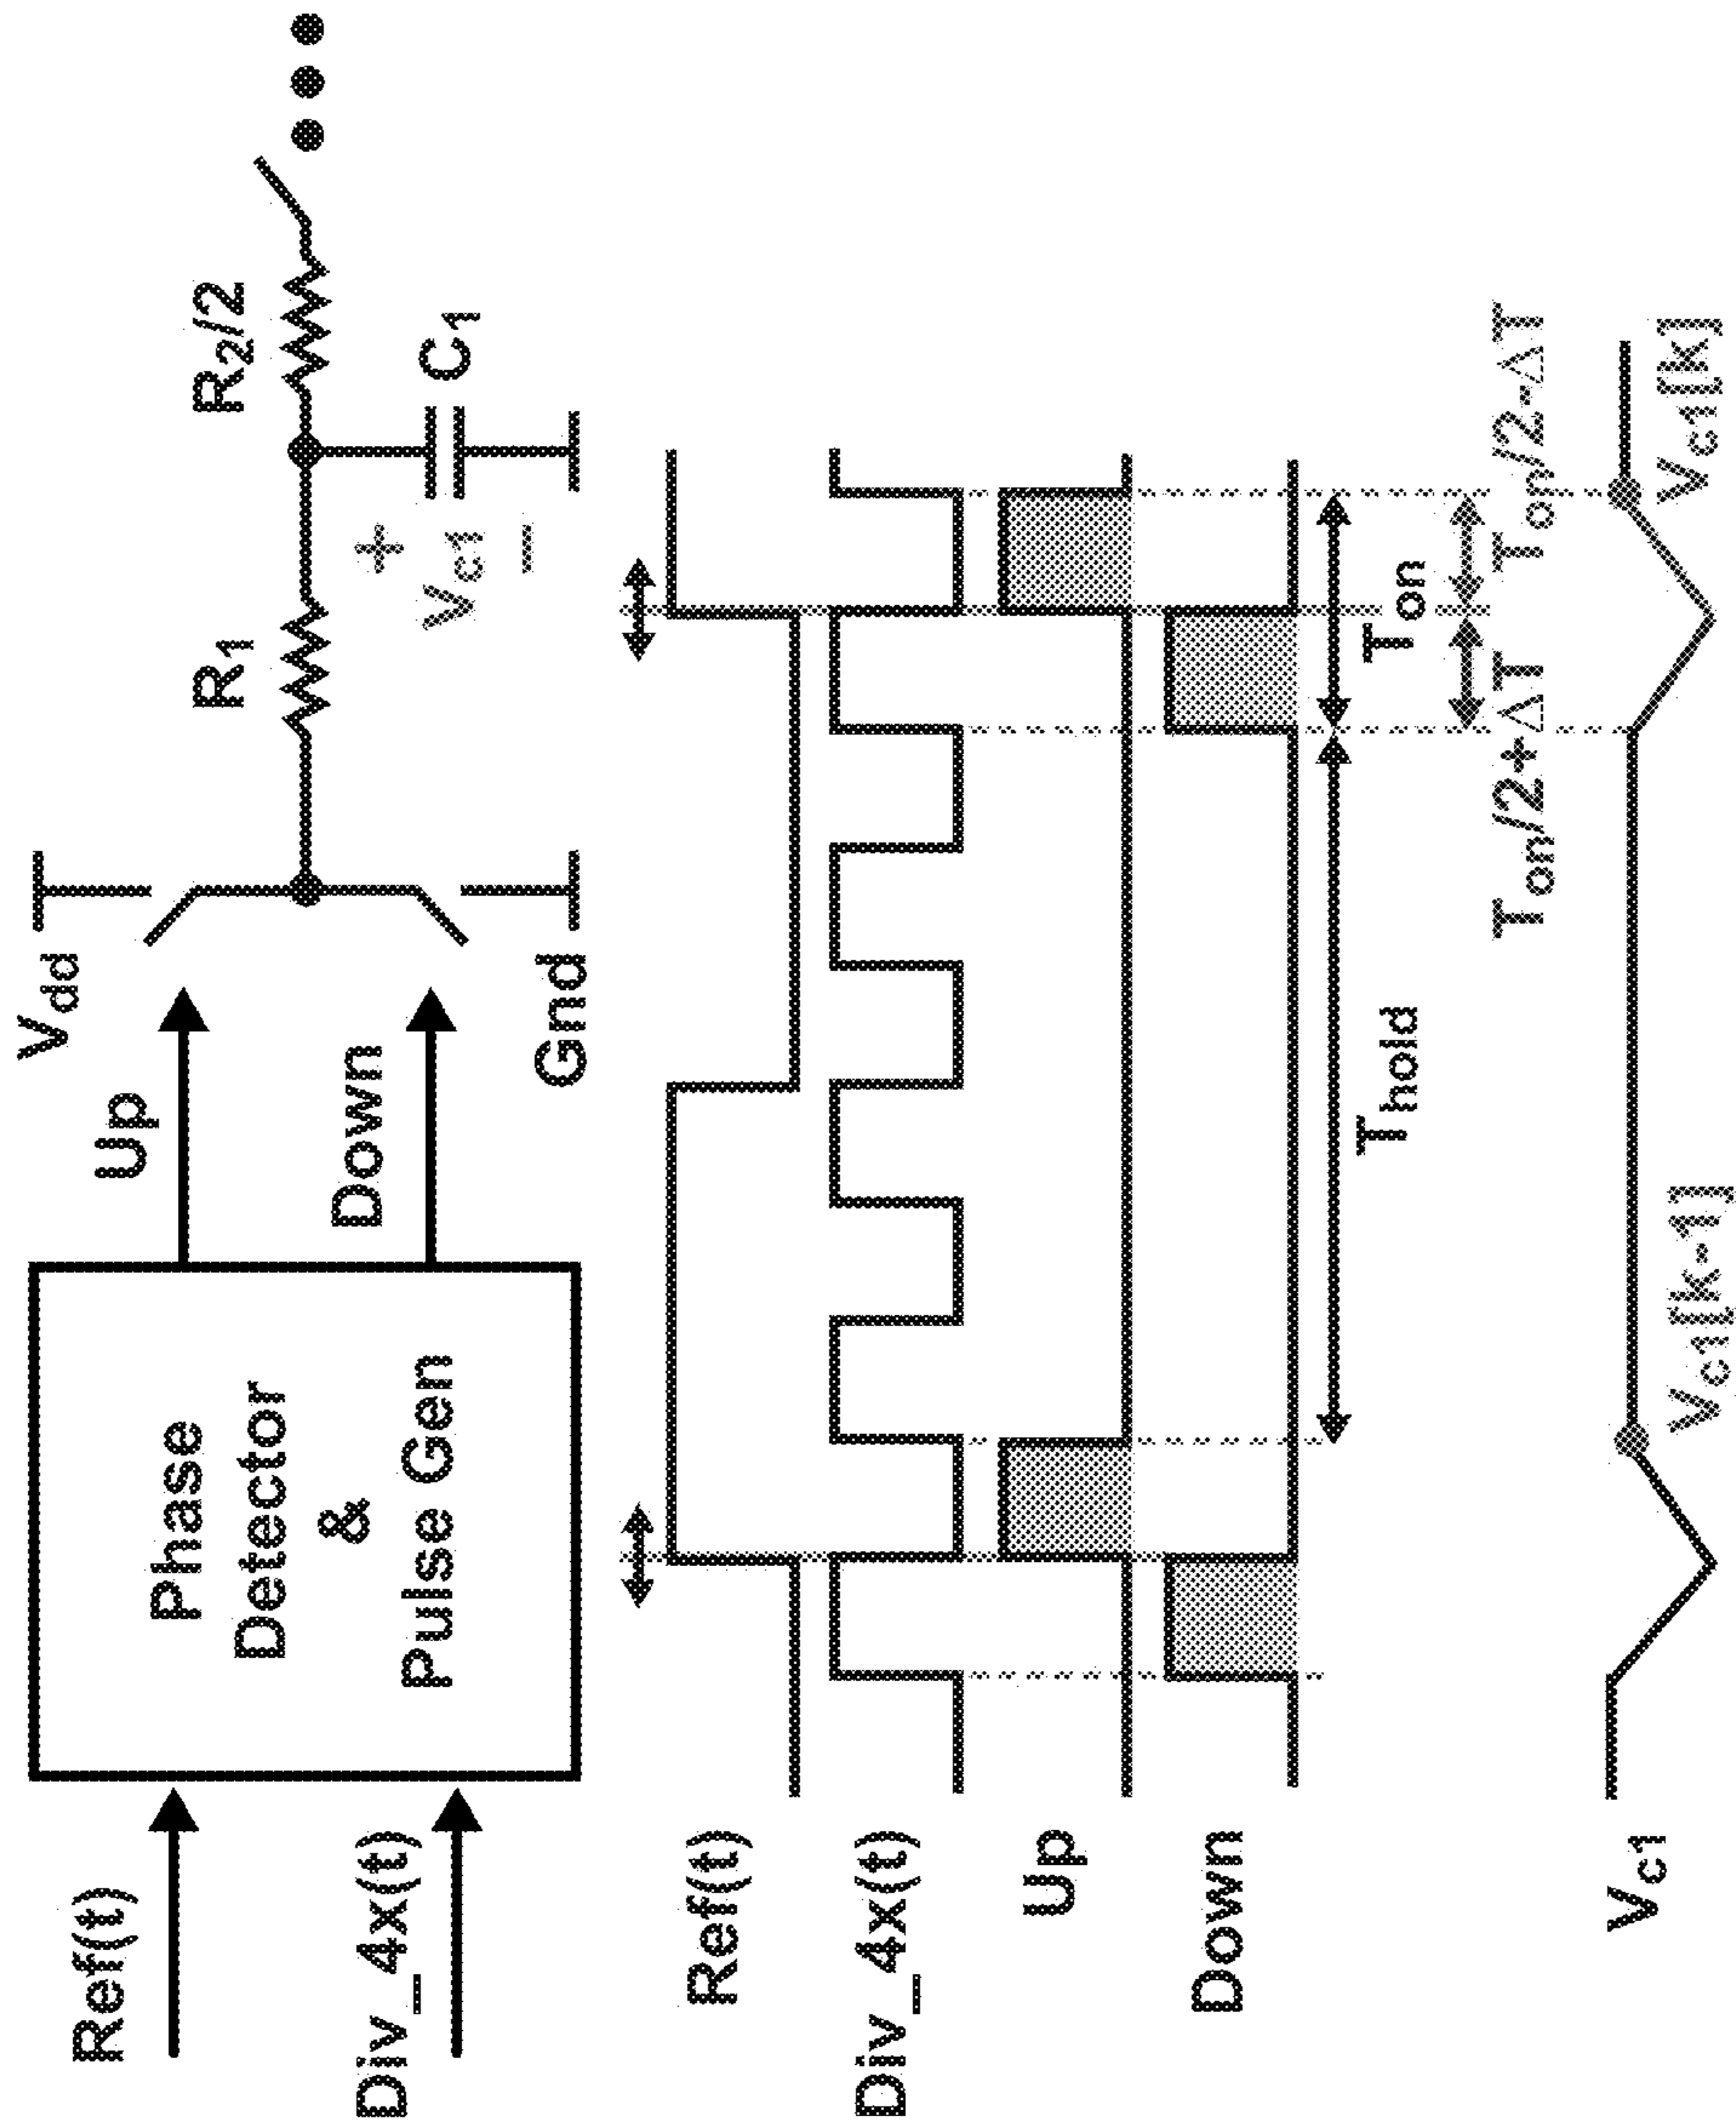 Ref(t)
Div_4x(t)
Phase
Detector
&
Pulse Gen
Up
Down
Vdd
Gnd
R1
+
Vc1
–
C1
R2/2
Ref(t)
Div_4x(t)
Up
Down
Thold
Ton
Ton/2+ΔT
Ton/2-ΔT
Vc1
Vc1[k-1]
Vc1[k]